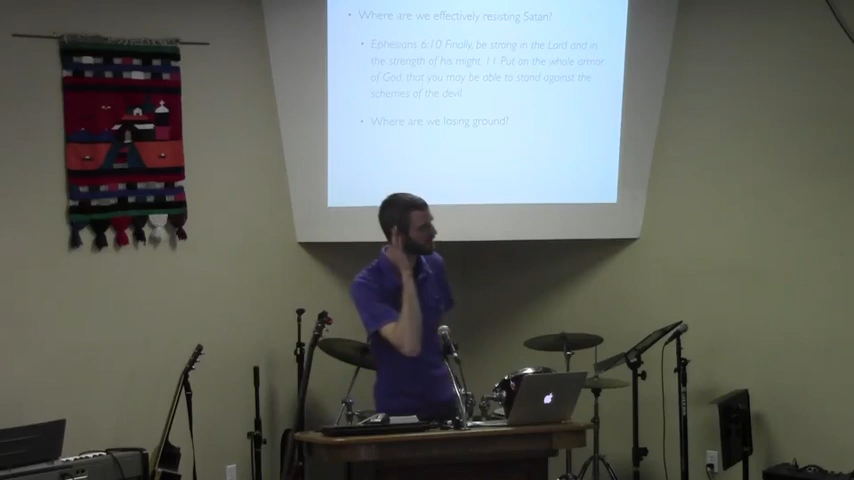 • Where are we effectively resisting Satan?
• Ephesians 6:10 Finally, be strong in the Lord and in
the strength of his might. 11 Put on the whole armor
of God, that you may be able to stand against the
schemes of the devil.
• Where are we losing ground?